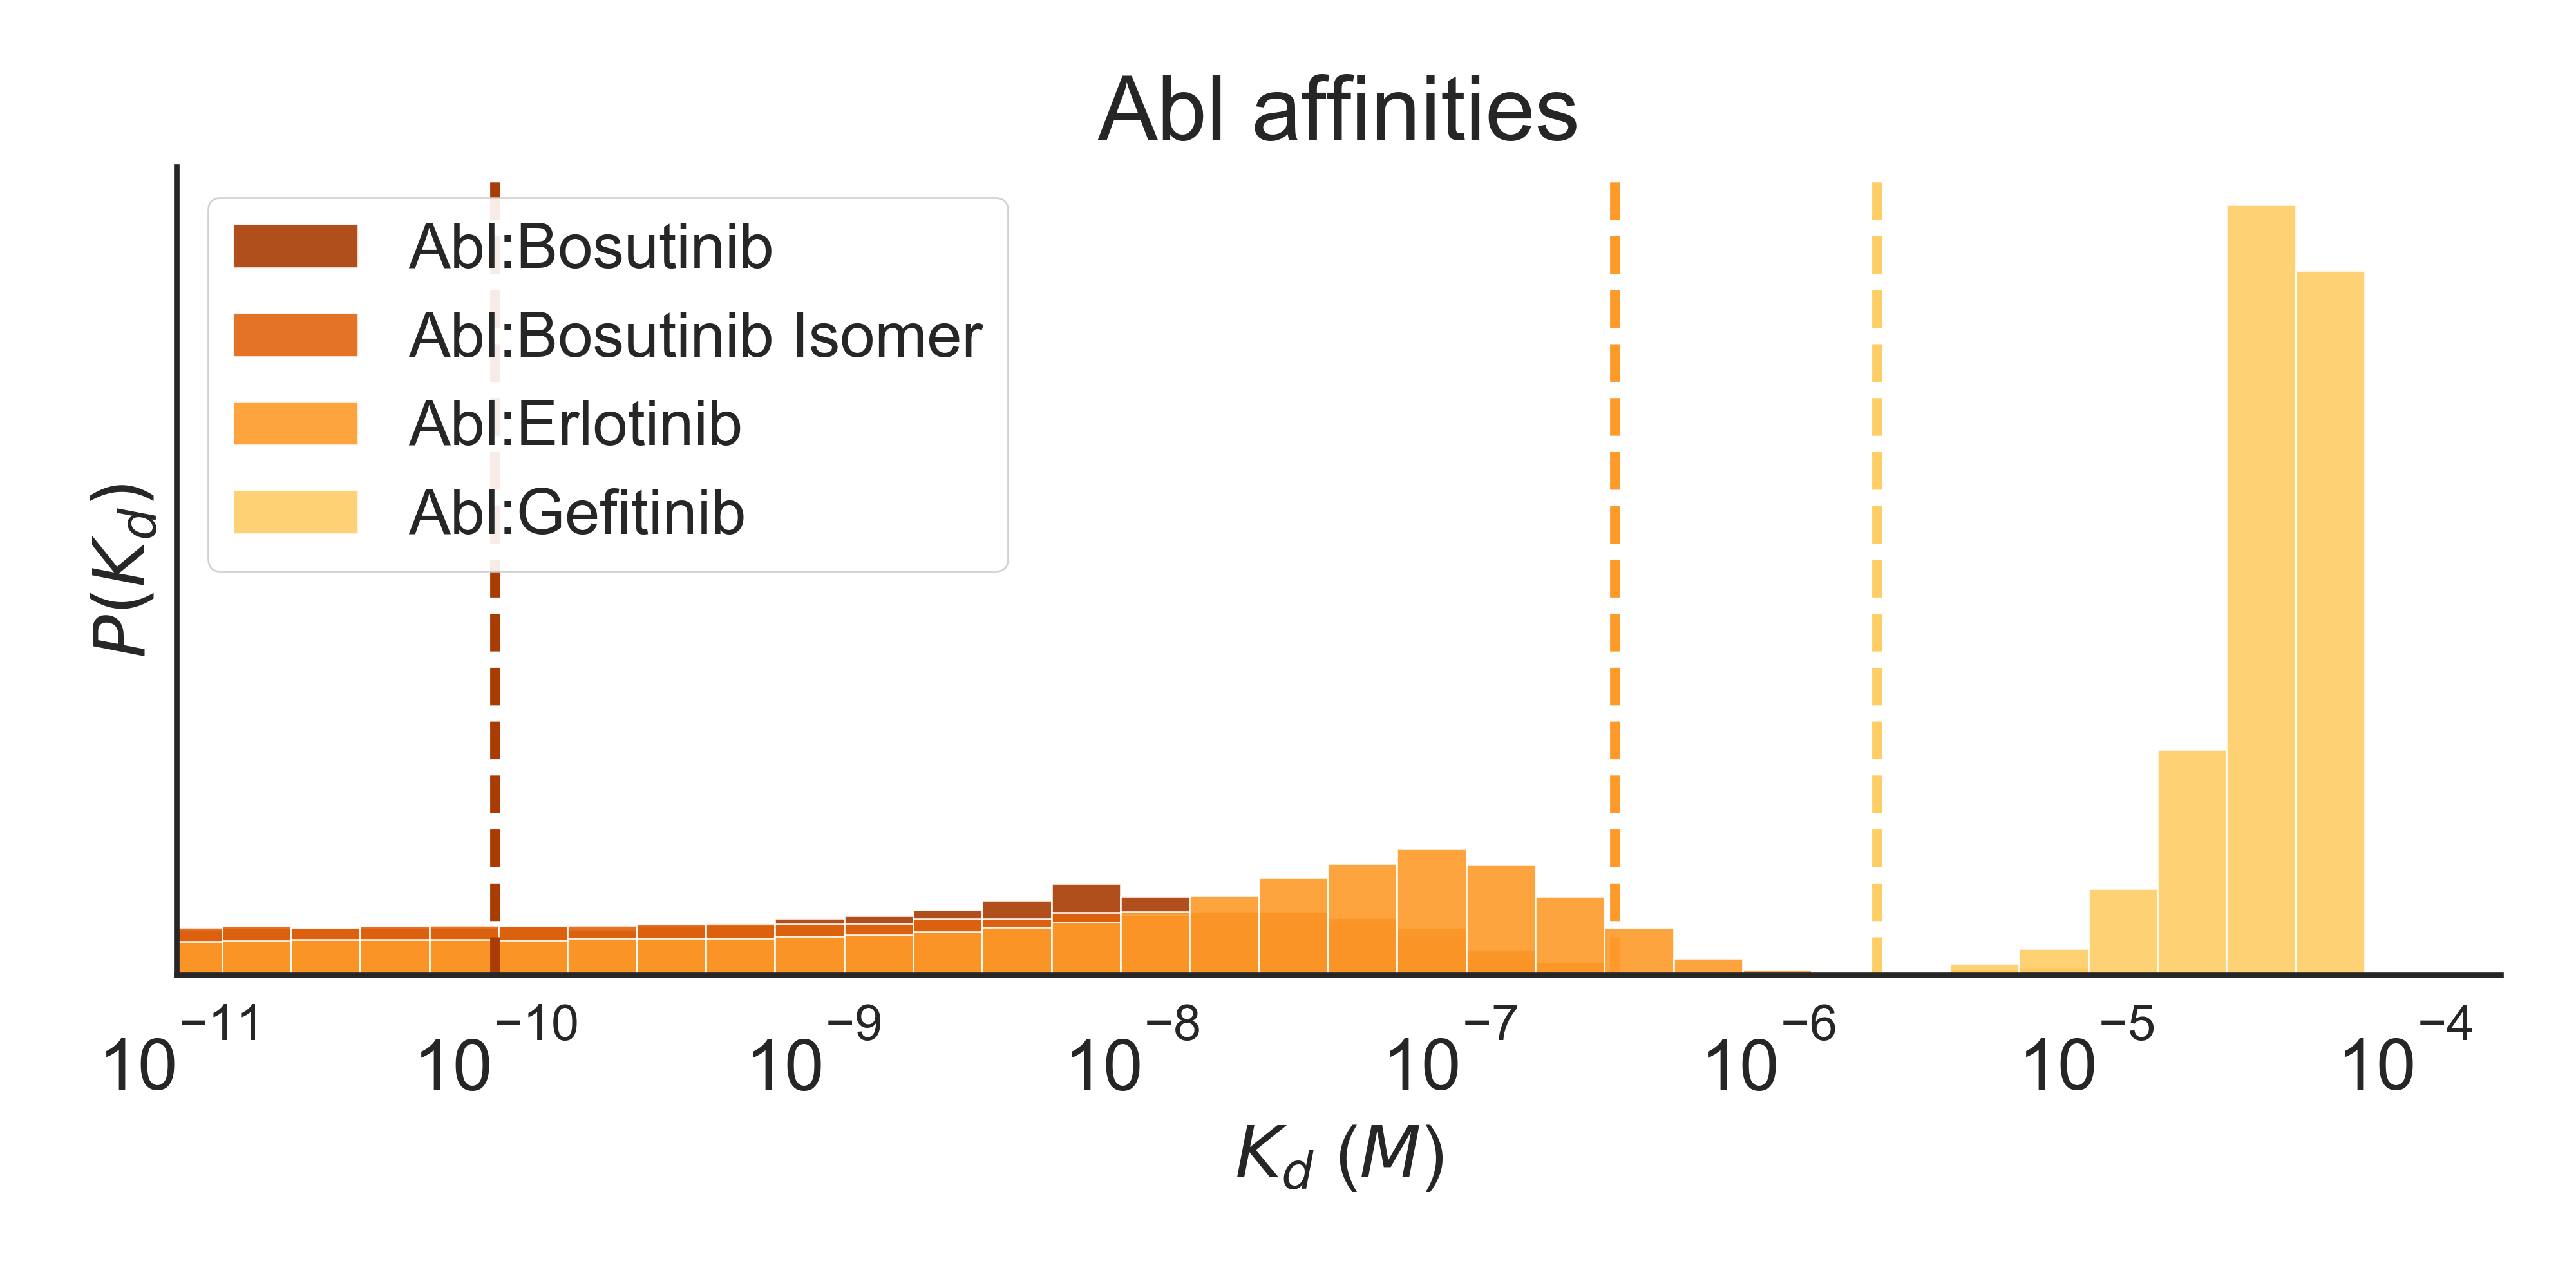 Abl affinities
Abl:Bosutinib
Abl:Bosutinib Isomer
Abl:Erlotinib
Abl:Gefitinib
P(K_d)
10^−11 10^−10 10^−9 10^−8 10^−7 10^−6 10^−5 10^−4
K_d (M)